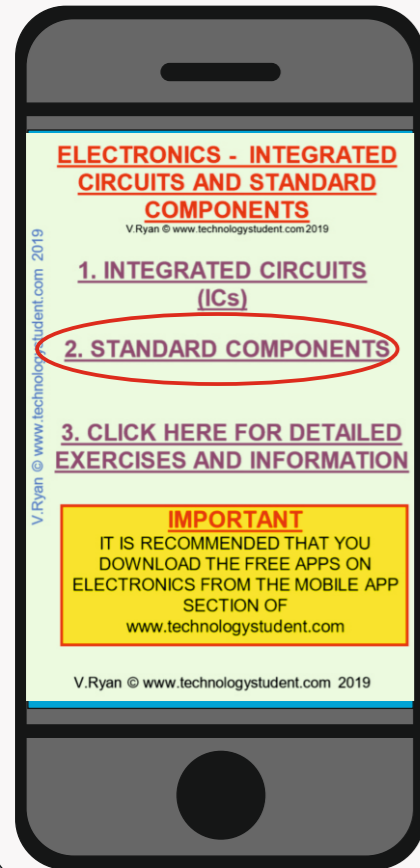 ELECTRONICS - INTEGRATED
CIRCUITS AND STANDARD
COMPONENTS
V.Ryan © www.technologystudent.com 2019
1. INTEGRATED CIRCUITS
(ICs)
2. STANDARD COMPONENTS
3. CLICK HERE FOR DETAILED
EXERCISES AND INFORMATION
IMPORTANT
IT IS RECOMMENDED THAT YOU
DOWNLOAD THE FREE APPS ON
ELECTRONICS FROM THE MOBILE APP
SECTION OF
www.technologystudent.com
V.Ryan © www.technologystudent.com 2019
V.Ryan © www.technologystudent.com 2019